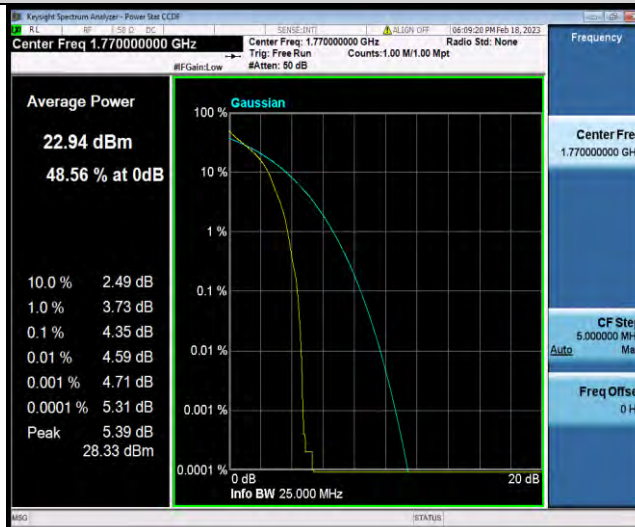 Keysight Spectrum Analyzer - Power Stat CCDF
RL RF 50 Ω DC SENSE:INT ALIGN OFF 06:09:20 PM Feb 18, 2023
Center Freq 1.770000000 GHz
Center Freq: 1.770000000 GHz Radio Std: None
Trig: Free Run Counts:1.00 M/1.00 Mpt
#IFGain:Low #Atten: 50 dB
Frequency
Average Power
22.94 dBm
48.56 % at 0dB
10.0 % 2.49 dB
1.0 % 3.73 dB
0.1 % 4.35 dB
0.01 % 4.59 dB
0.001 % 4.71 dB
0.0001 % 5.31 dB
Peak 5.39 dB
28.33 dBm
Gaussian
100 %
10 %
1 %
0.1 %
0.01 %
0.001 %
0.0001 %
0 dB 20 dB
Info BW 25.000 MHz
Center Fre
1.770000000 GH
CF Ste
5.000000 MH
Auto Ma
Freq Offse
0 H
MSG STATUS